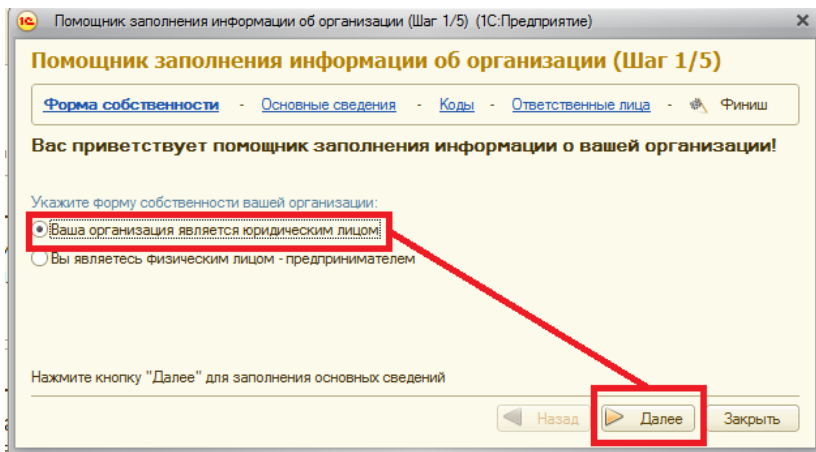 1С Помощник заполнения информации об организации (Шаг 1/5) (1С:Предприятие)
Помощник заполнения информации об организации (Шаг 1/5)
Форма собственности - Основные сведения - Коды - Ответственные лица - Финиш
Вас приветствует помощник заполнения информации о вашей организации!
Укажите форму собственности вашей организации:
Ваша организация является юридическим лицом
Вы являетесь физическим лицом - предпринимателем
Нажмите кнопку "Далее" для заполнения основных сведений
Назад Далее Закрыть